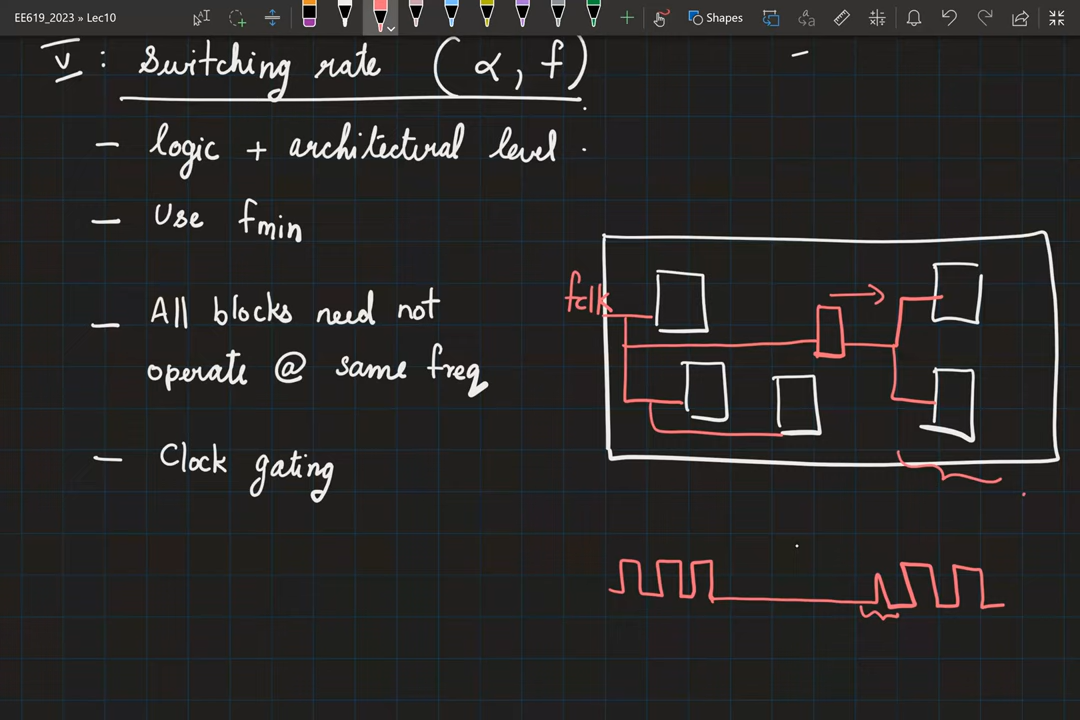 EE619_2023 » Lec10
Shapes
V : Switching rate (α, f)
– logic + architectural level .
– Use fmin
– All blocks need not
operate @ same freq
– Clock gating
fclk